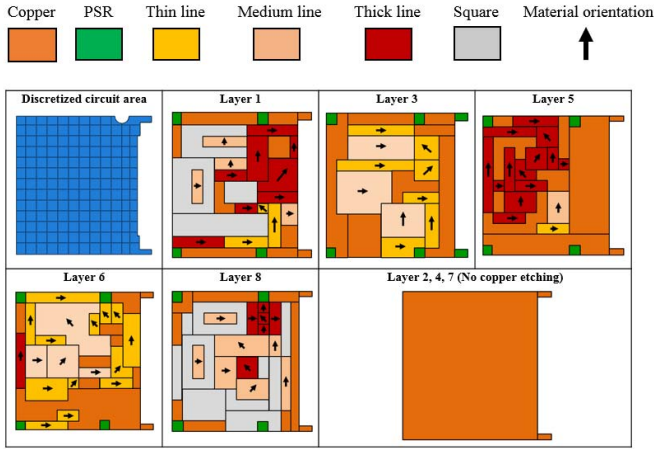 Copper PSR Thin line Medium line Thick line Square Material orientation
Discretized circuit area Layer 1 Layer 3 Layer 5
Layer 6 Layer 8 Layer 2, 4, 7 (No copper etching)